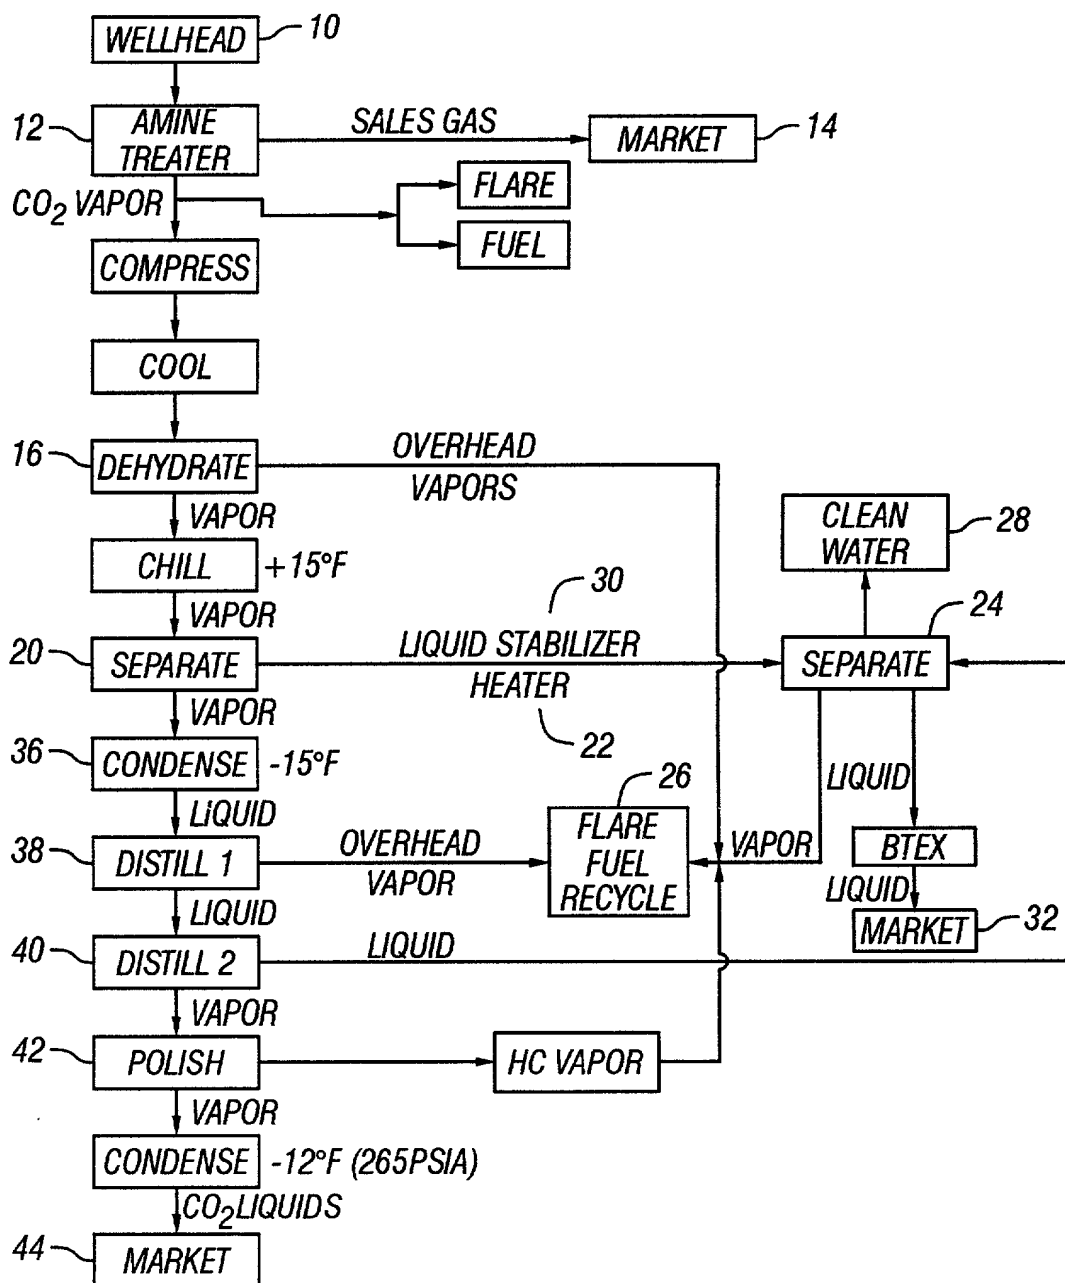 WELLHEAD
10
12
AMINE
TREATER
SALES GAS
MARKET
14
CO2 VAPOR
FLARE
FUEL
COMPRESS
COOL
16
DEHYDRATE
OVERHEAD
VAPORS
VAPOR
CHILL
+15°F
VAPOR
CLEAN
WATER
28
30
24
20
SEPARATE
LIQUID STABILIZER
HEATER
SEPARATE
VAPOR
22
36
CONDENSE
-15°F
LIQUID
26
LIQUID
38
DISTILL 1
OVERHEAD
VAPOR
FLARE
FUEL
RECYCLE
VAPOR
BTEX
LIQUID
MARKET
32
LIQUID
40
DISTILL 2
LIQUID
VAPOR
42
POLISH
HC VAPOR
VAPOR
CONDENSE
-12°F (265PSIA)
CO2 LIQUIDS
44
MARKET